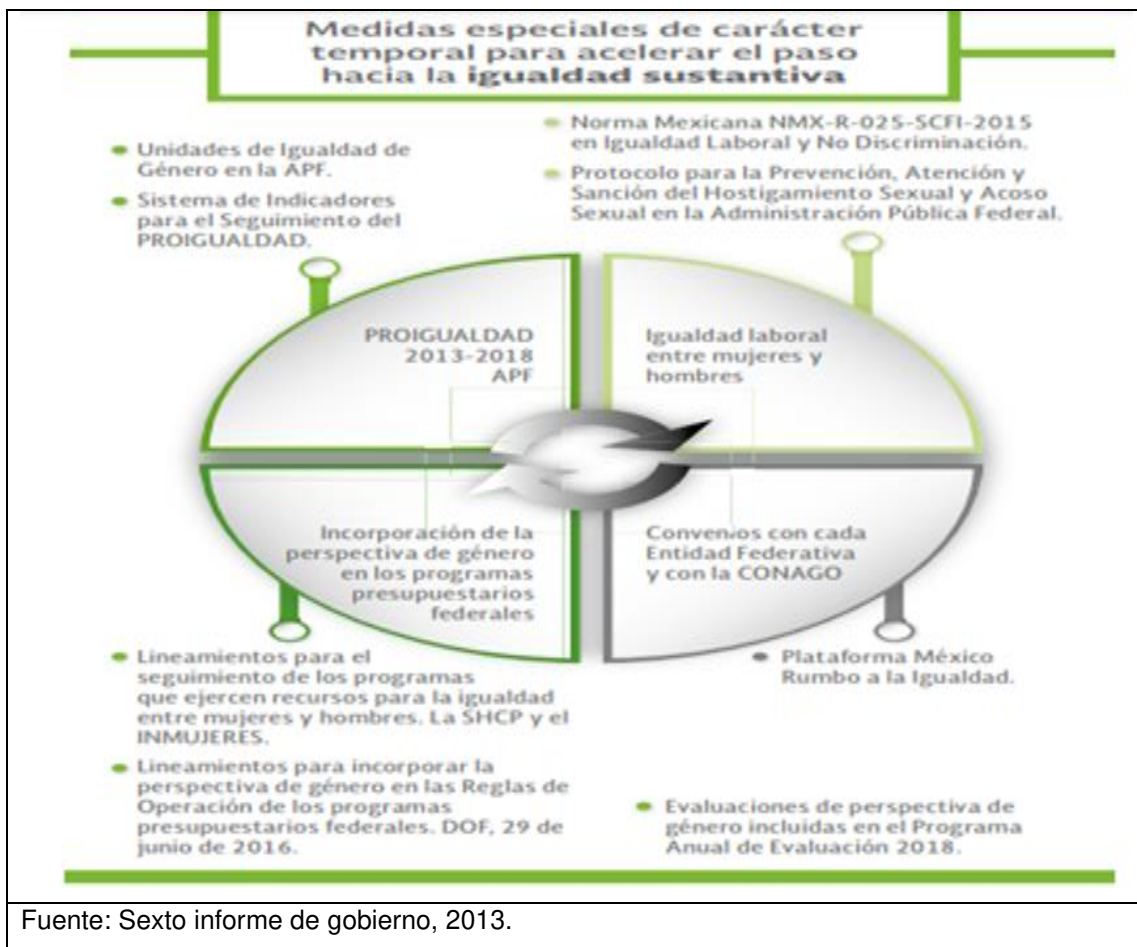 Medidas especiales de carácter
temporal para acelerar el paso
hacia la igualdad sustantiva
Unidades de Igualdad de
Género en la APF.
Sistema de Indicadores
para el Seguimiento del
PROIGUALDAD.
Norma Mexicana NMX-R-025-SCFI-2015
en Igualdad Laboral y No Discriminación.
Protocolo para la Prevención, Atención y
Sanción del Hostigamiento Sexual y Acoso
Sexual en la Administración Pública Federal.
PROIGUALDAD
2013-2018
APF
Igualdad laboral
entre mujeres y
hombres
Incorporación de la
perspectiva de género
en los programas
presupuestarios
federales
Convenios con cada
Entidad Federativa
y con la CONAGO
Lineamientos para el
seguimiento de los programas
que ejercen recursos para la igualdad
entre mujeres y hombres. La SHCP y el
INMUJERES.
Lineamientos para incorporar la
perspectiva de género en las Reglas de
Operación de los programas
presupuestarios federales. DOF, 29 de
junio de 2016.
Plataforma México
Rumbo a la Igualdad.
Evaluaciones de perspectiva de
género incluidas en el Programa
Anual de Evaluación 2018.
Fuente: Sexto informe de gobierno, 2013.